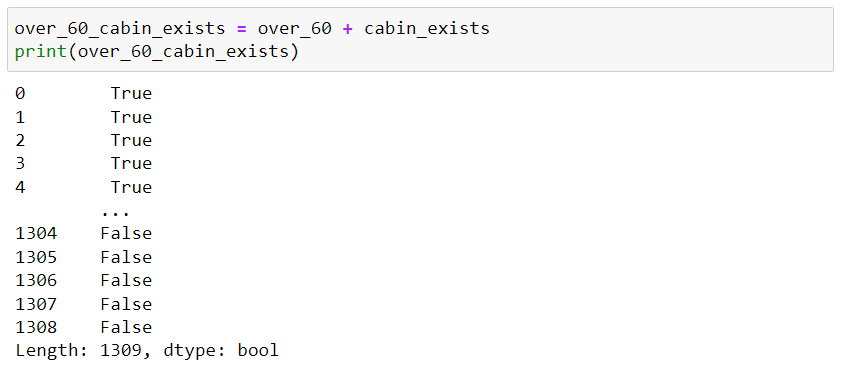 over_60_cabin_exists = over_60 + cabin_exists
print(over_60_cabin_exists)
0        True
1        True
2        True
3        True
4        True
        ...
1304    False
1305    False
1306    False
1307    False
1308    False
Length: 1309, dtype: bool